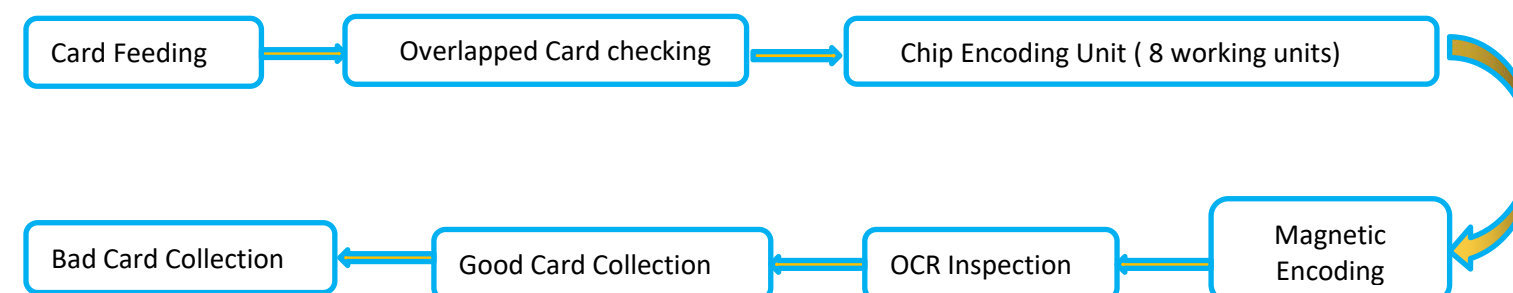 Card Feeding
Overlapped Card checking
Chip Encoding Unit ( 8 working units)
Magnetic
Encoding
OCR Inspection
Good Card Collection
Bad Card Collection